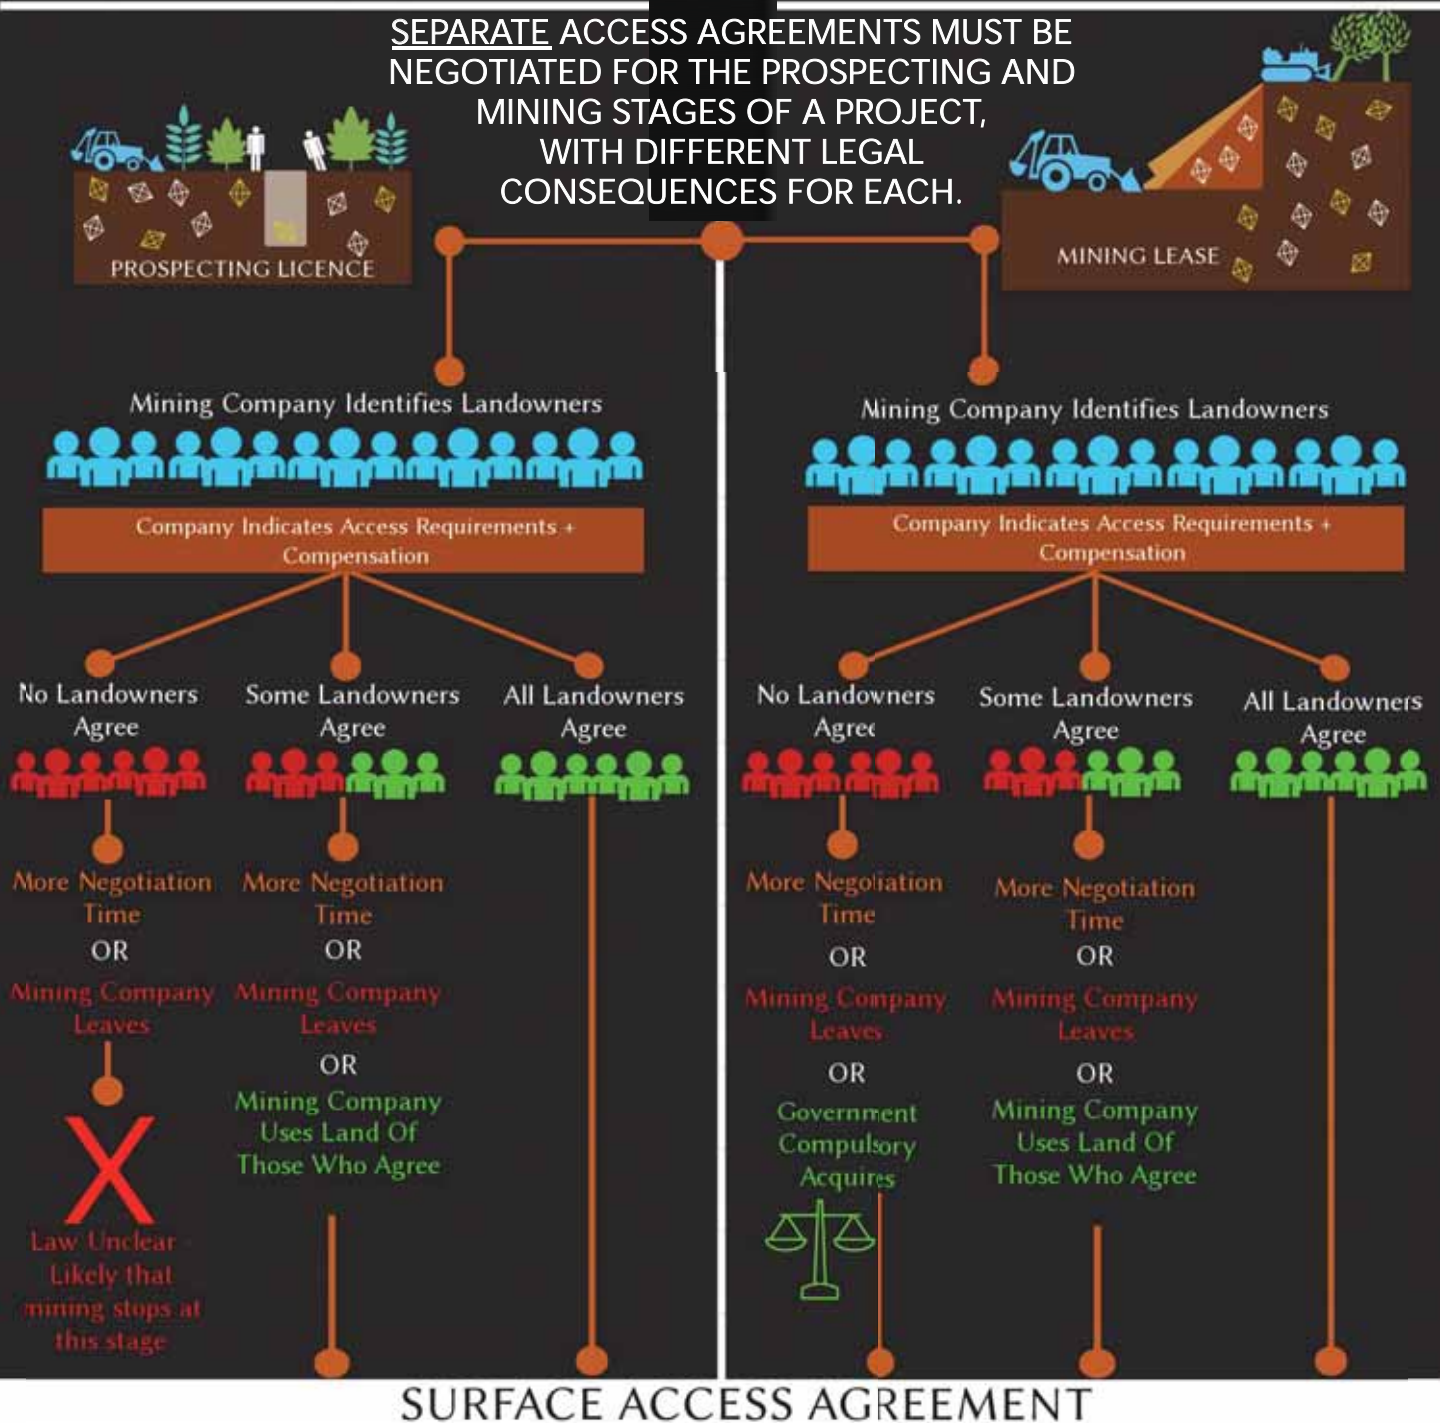 SEPARATE ACCESS AGREEMENTS MUST BE
NEGOTIATED FOR THE PROSPECTING AND
MINING STAGES OF A PROJECT,
WITH DIFFERENT LEGAL
CONSEQUENCES FOR EACH.
PROSPECTING LICENCE
MINING LEASE
Mining Company Identifies Landowners
Company Indicates Access Requirements +
Compensation
No Landowners
Agree
Some Landowners
Agree
All Landowners
Agree
More Negotiation
Time
OR
Mining Company
Leaves
Law Unclear -
Likely that
mining stops at
this stage
More Negotiation
Time
OR
Mining Company
Leaves
OR
Mining Company
Uses Land Of
Those Who Agree
Mining Company Identifies Landowners
Company Indicates Access Requirements +
Compensation
No Landowners
Agree
Some Landowners
Agree
All Landowners
Agree
More Negotiation
Time
OR
Mining Company
Leaves
OR
Government
Compulsory
Acquires
More Negotiation
Time
OR
Mining Company
Leaves
OR
Mining Company
Uses Land Of
Those Who Agree
SURFACE ACCESS AGREEMENT